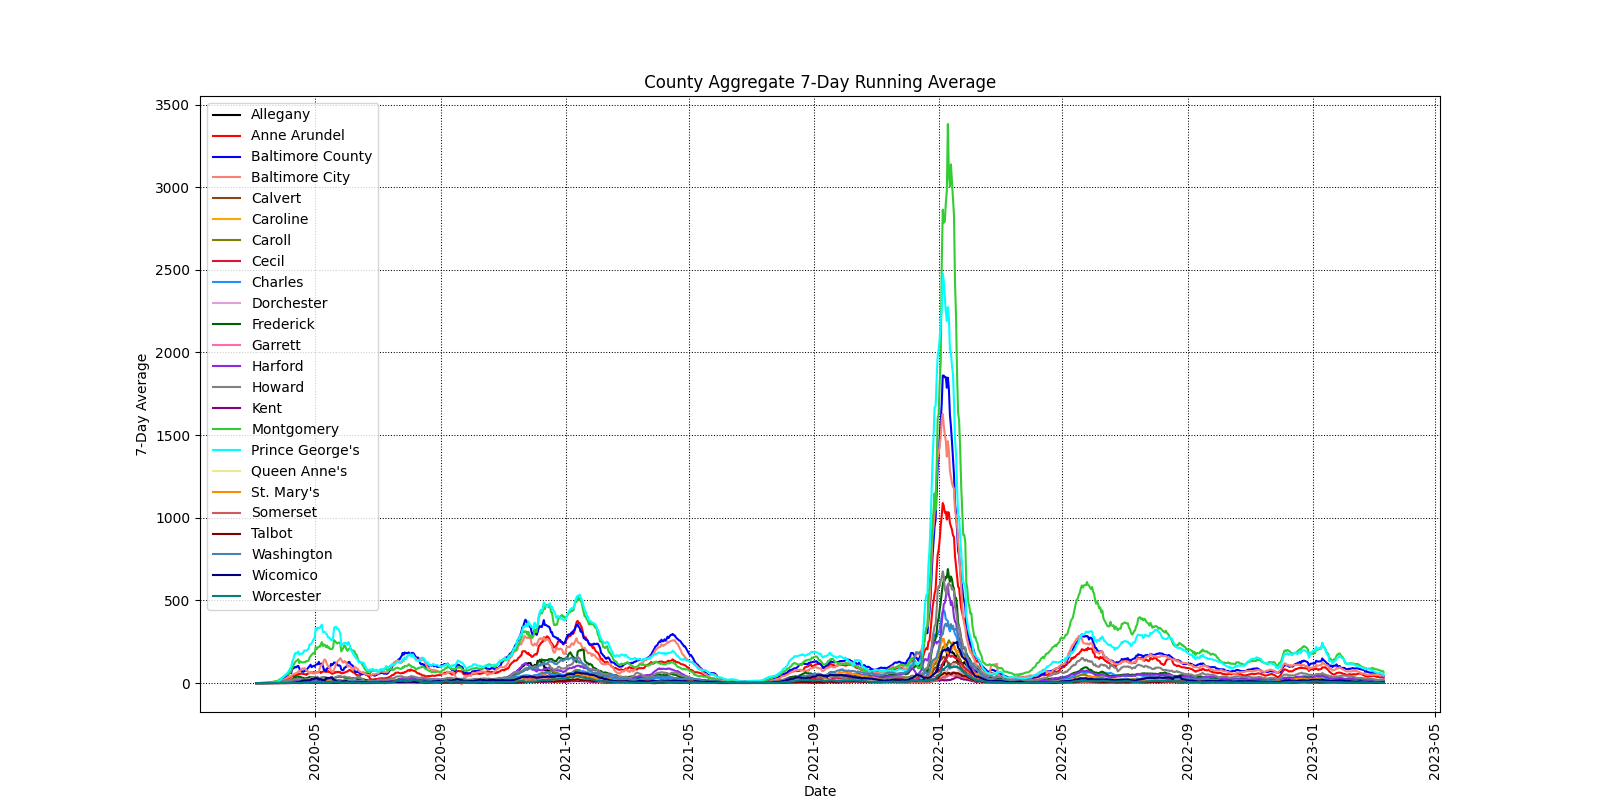 County Aggregate 7-Day Running Average
3500
3000
2500
2000
1500
1000
500
0
7-Day Average
Allegany
Anne Arundel
Baltimore County
Baltimore City
Calvert
Caroline
Caroll
Cecil
Charles
Dorchester
Frederick
Garrett
Harford
Howard
Kent
Montgomery
Prince George's
Queen Anne's
St. Mary's
Somerset
Talbot
Washington
Wicomico
Worcester
2020-05
2020-09
2021-01
2021-05
2021-09
2022-01
2022-05
2022-09
2023-01
2023-05
Date